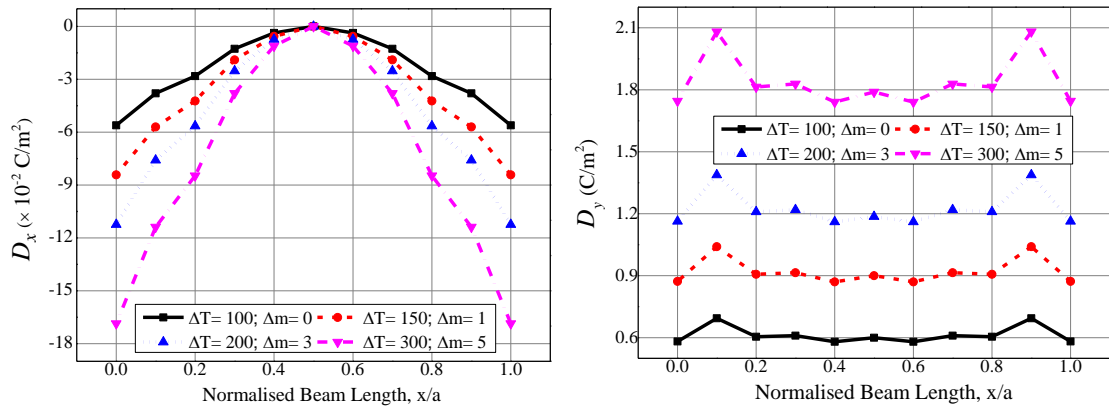 0
-3
-6
-9
-12
-15
-18
D_x (× 10⁻² C/m²)
ΔT= 100; Δm= 0 ΔT= 150; Δm= 1
ΔT= 200; Δm= 3 ΔT= 300; Δm= 5
0.0 0.2 0.4 0.6 0.8 1.0
Normalised Beam Length, x/a
2.1
1.8
1.5
1.2
0.9
0.6
D_y (C/m²)
ΔT= 100; Δm= 0 ΔT= 150; Δm= 1
ΔT= 200; Δm= 3 ΔT= 300; Δm= 5
0.0 0.2 0.4 0.6 0.8 1.0
Normalised Beam Length, x/a